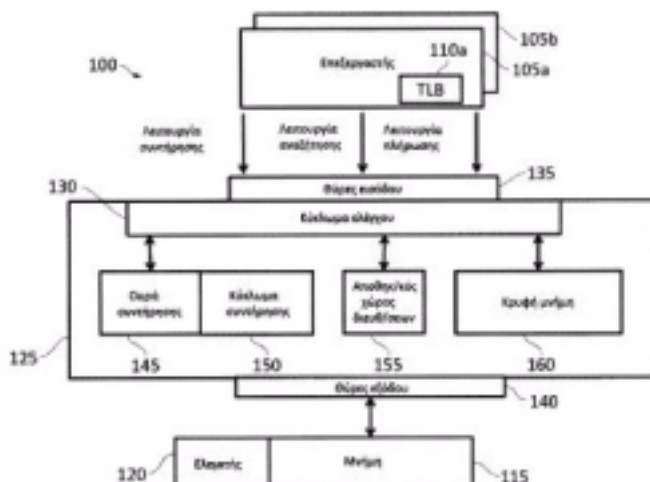 105b
Επεξεργαστής
105a
100
110a
TLB
Λειτουργία
συντήρησης
Λειτουργία
αναζήτησης
Λειτουργία
πλήρωσης
Θύρες εισόδου
135
130
Κύκλωμα ελέγχου
Ουρά
συντήρησης
Κύκλωμα
συντήρησης
χώρος
διευθύνσεων
Κρυφή μνήμη
125
145
150
155
160
Θύρες εξόδου
140
120
Ελεγκτής
Μνήμη
115